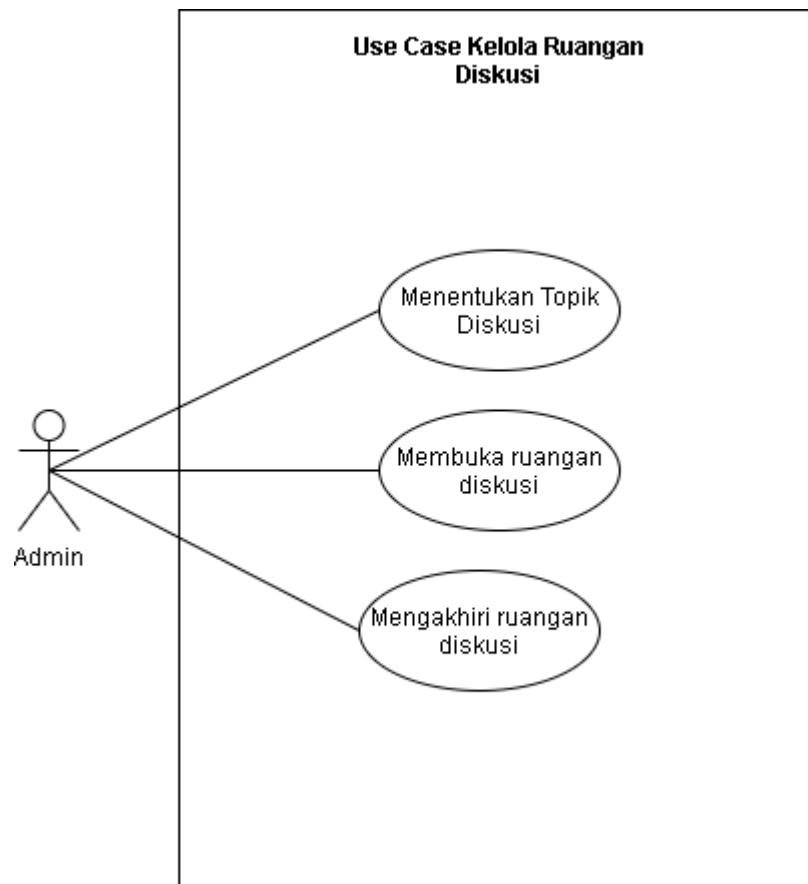 Use Case Kelola Ruangan
Diskusi
Menentukan Topik
Diskusi
Membuka ruangan
diskusi
Admin
Mengakhiri ruangan
diskusi